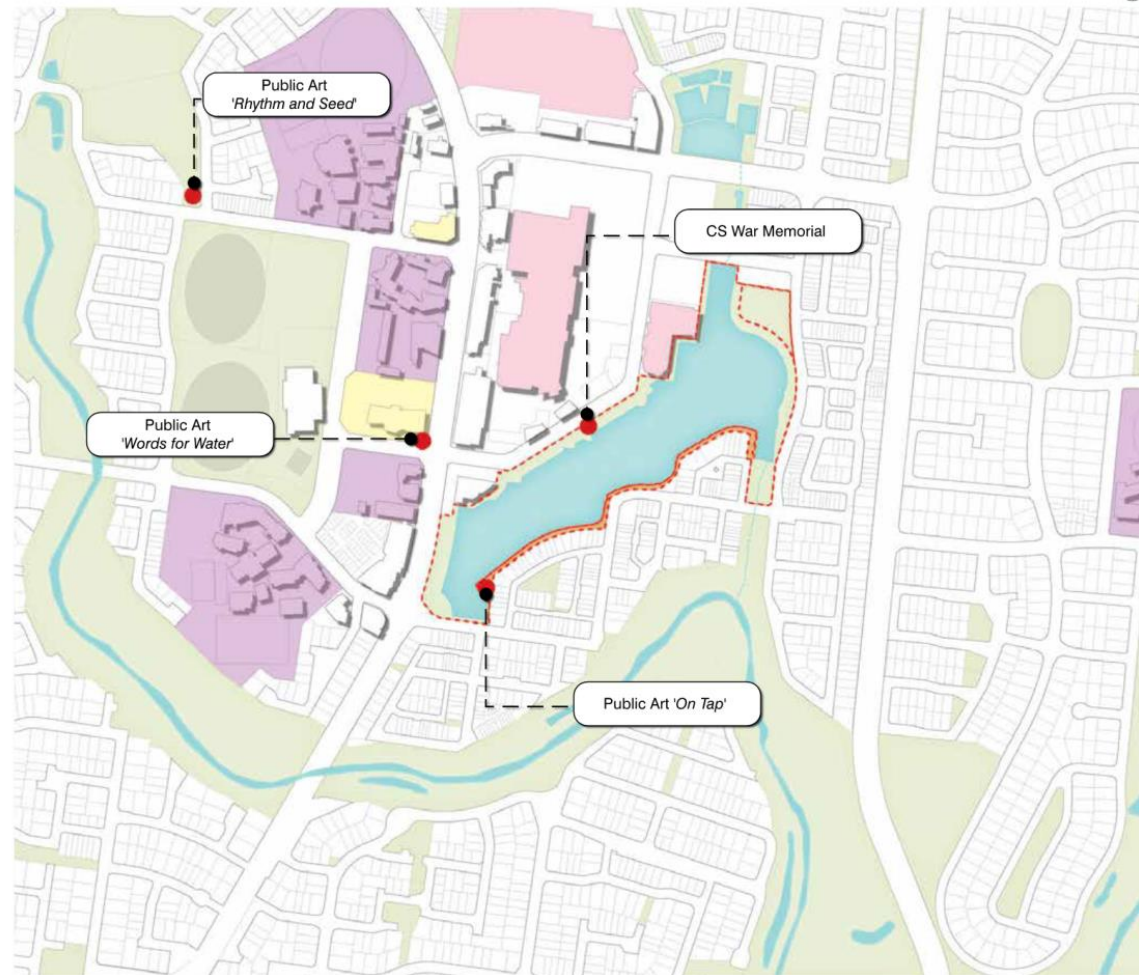 Public Art
'Rhythm and Seed'
CS War Memorial
Public Art
'Words for Water'
Public Art 'On Tap'